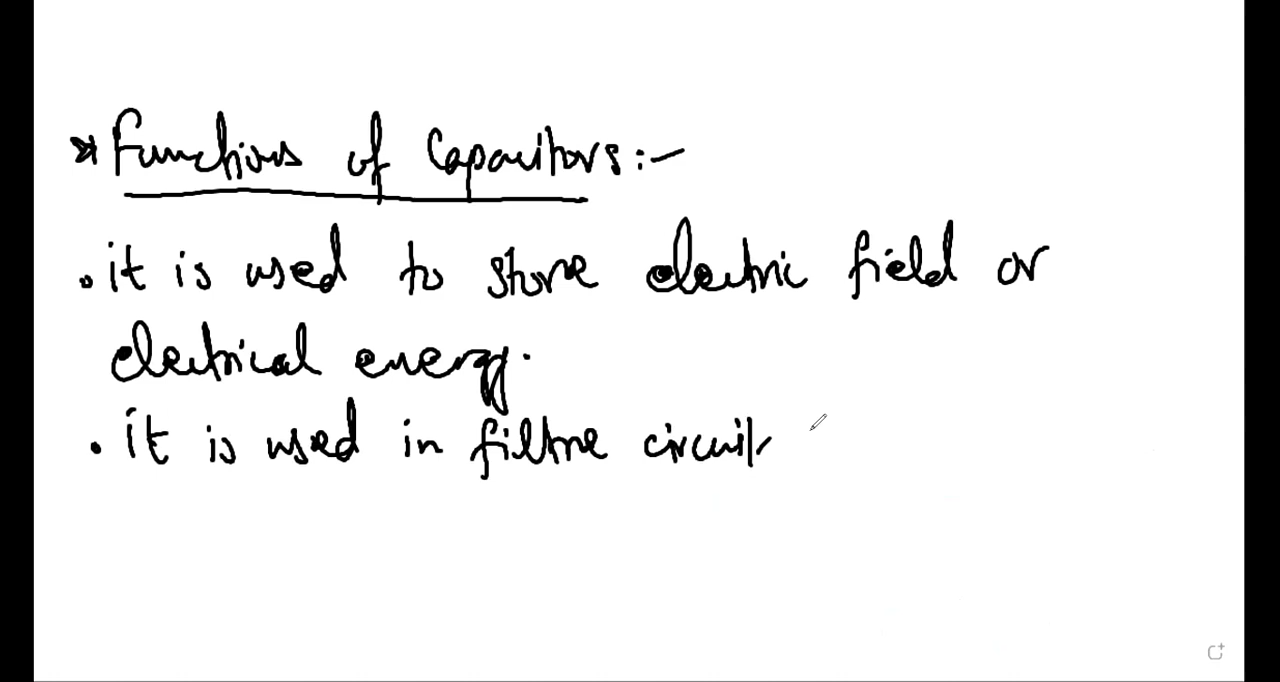 * Functions of Capacitors:-
. it is used to store electric field or
electrical energy.
. it is used in filtre circuit